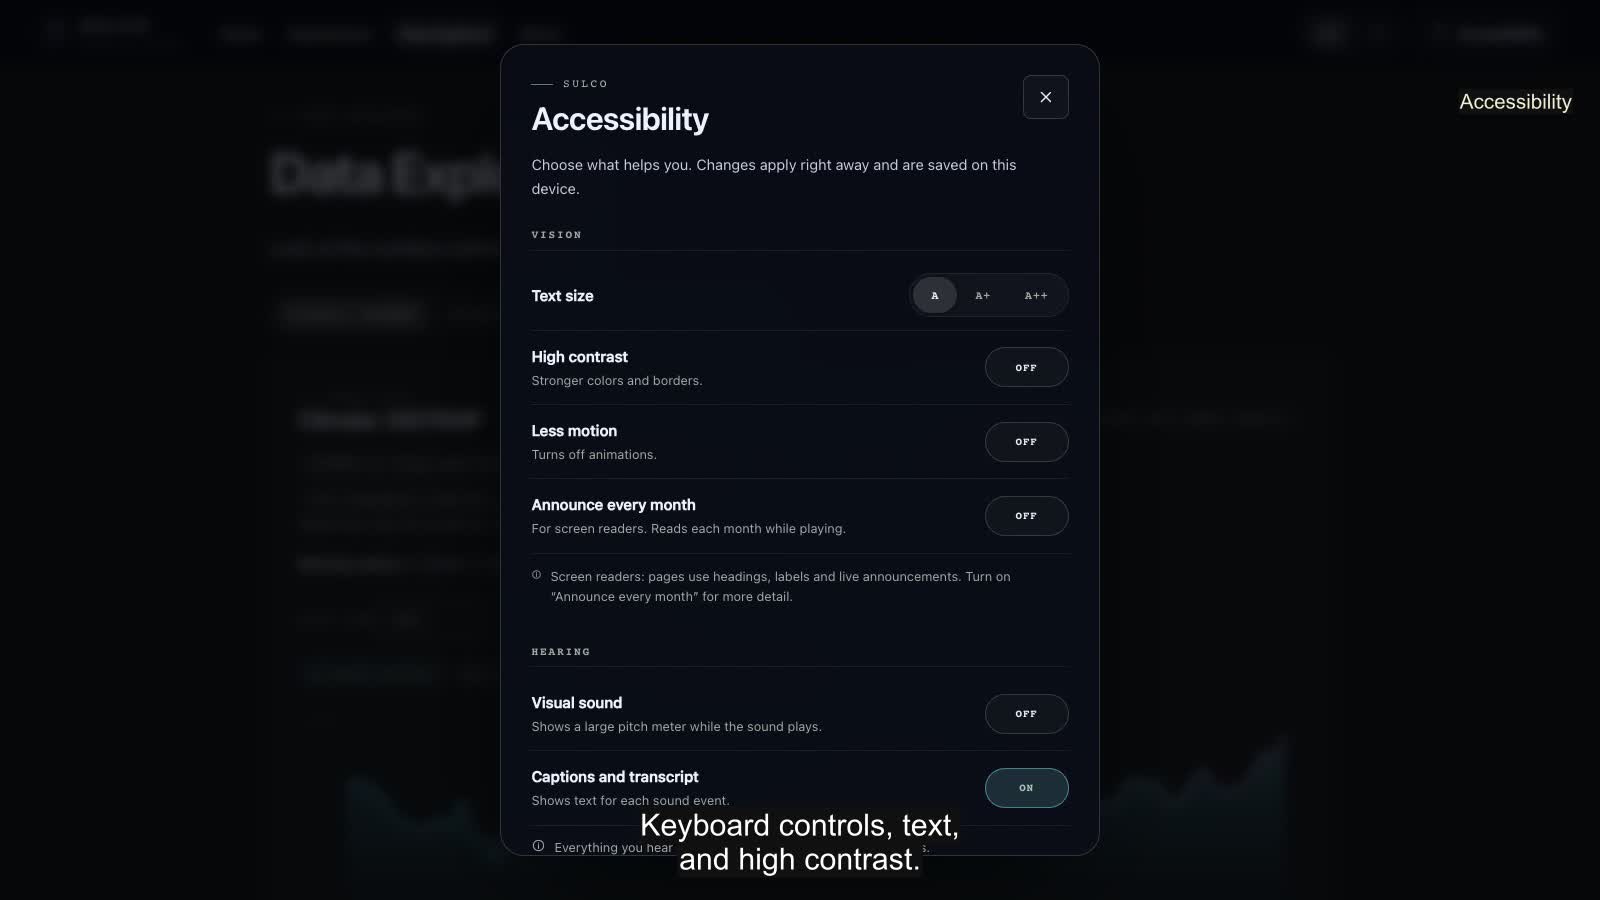 SULCO
Accessibility
Accessibility
Choose what helps you. Changes apply right away and are saved on this
device.
VISION
Text size
A A+ A++
High contrast
Stronger colors and borders.
OFF
Less motion
Turns off animations.
OFF
Announce every month
For screen readers. Reads each month while playing.
OFF
Screen readers: pages use headings, labels and live announcements. Turn on
“Announce every month” for more detail.
HEARING
Visual sound
Shows a large pitch meter while the sound plays.
OFF
Captions and transcript
Shows text for each sound event.
ON
Everything you hear
Keyboard controls, text,
and high contrast.
Data